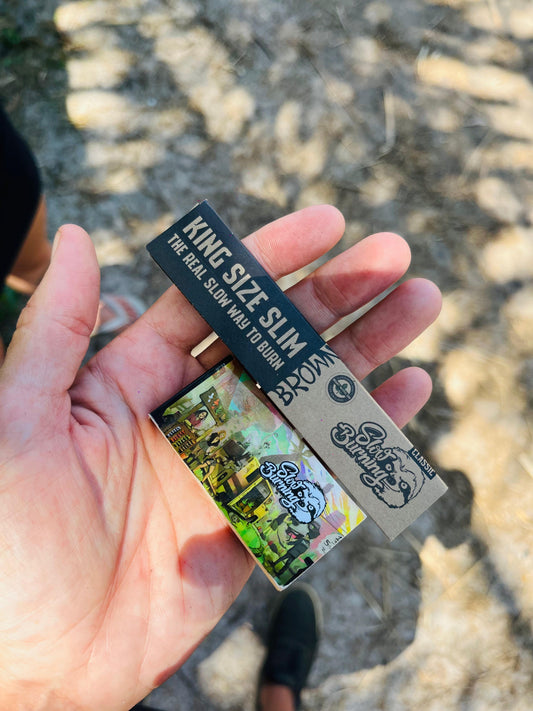 KING SIZE SLIM
THE REAL SLOW WAY TO BURN
BROWN
CLASSIC
Slow
Burning
Slow
Burning